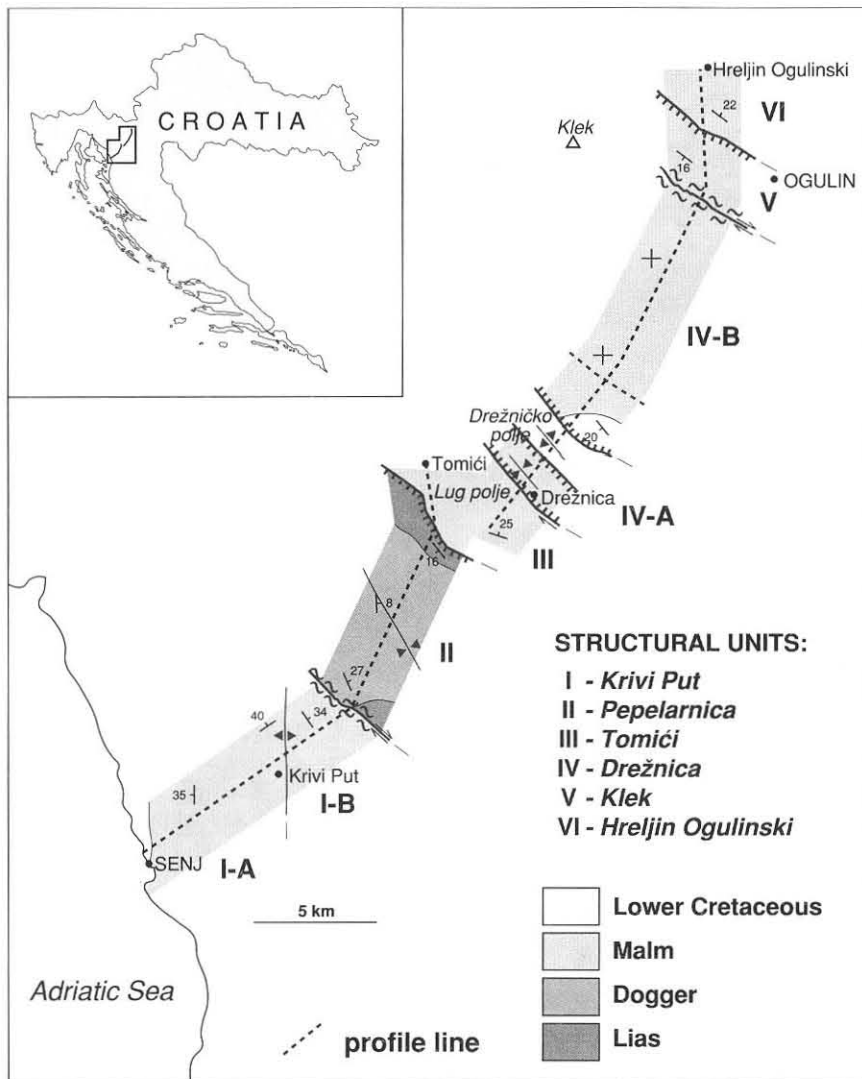 CROATIA
Hreljin Ogulinski
22
VI
Klek
16
OGULIN
V
IV-B
Drežničko
polje
20
Tomići
Lug polje
Drežnica
IV-A
25
III
16
8
II
27
40
34
Krivi Put
I-B
35
SENJ
I-A
5 km
Adriatic Sea
profile line
STRUCTURAL UNITS:
I - Krivi Put
II - Pepelarnica
III - Tomići
IV - Drežnica
V - Klek
VI - Hreljin Ogulinski
Lower Cretaceous
Malm
Dogger
Lias